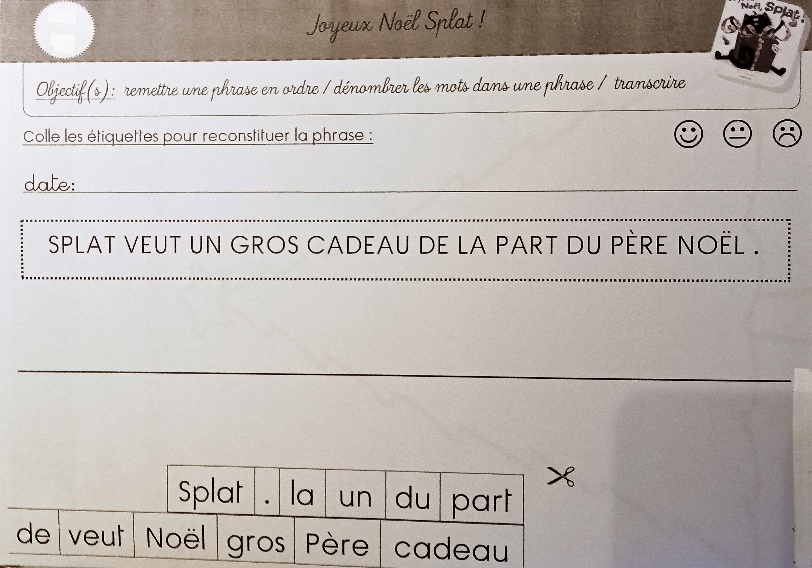 Joyeux Noël Splat !
Noël, Splat
Objectif(s) : remettre une phrase en ordre / dénombrer les mots dans une phrase / transcrire
Colle les étiquettes pour reconstituer la phrase :
date:
SPLAT VEUT UN GROS CADEAU DE LA PART DU PÈRE NOËL .
Splat . la un du part
de veut Noël gros Père cadeau